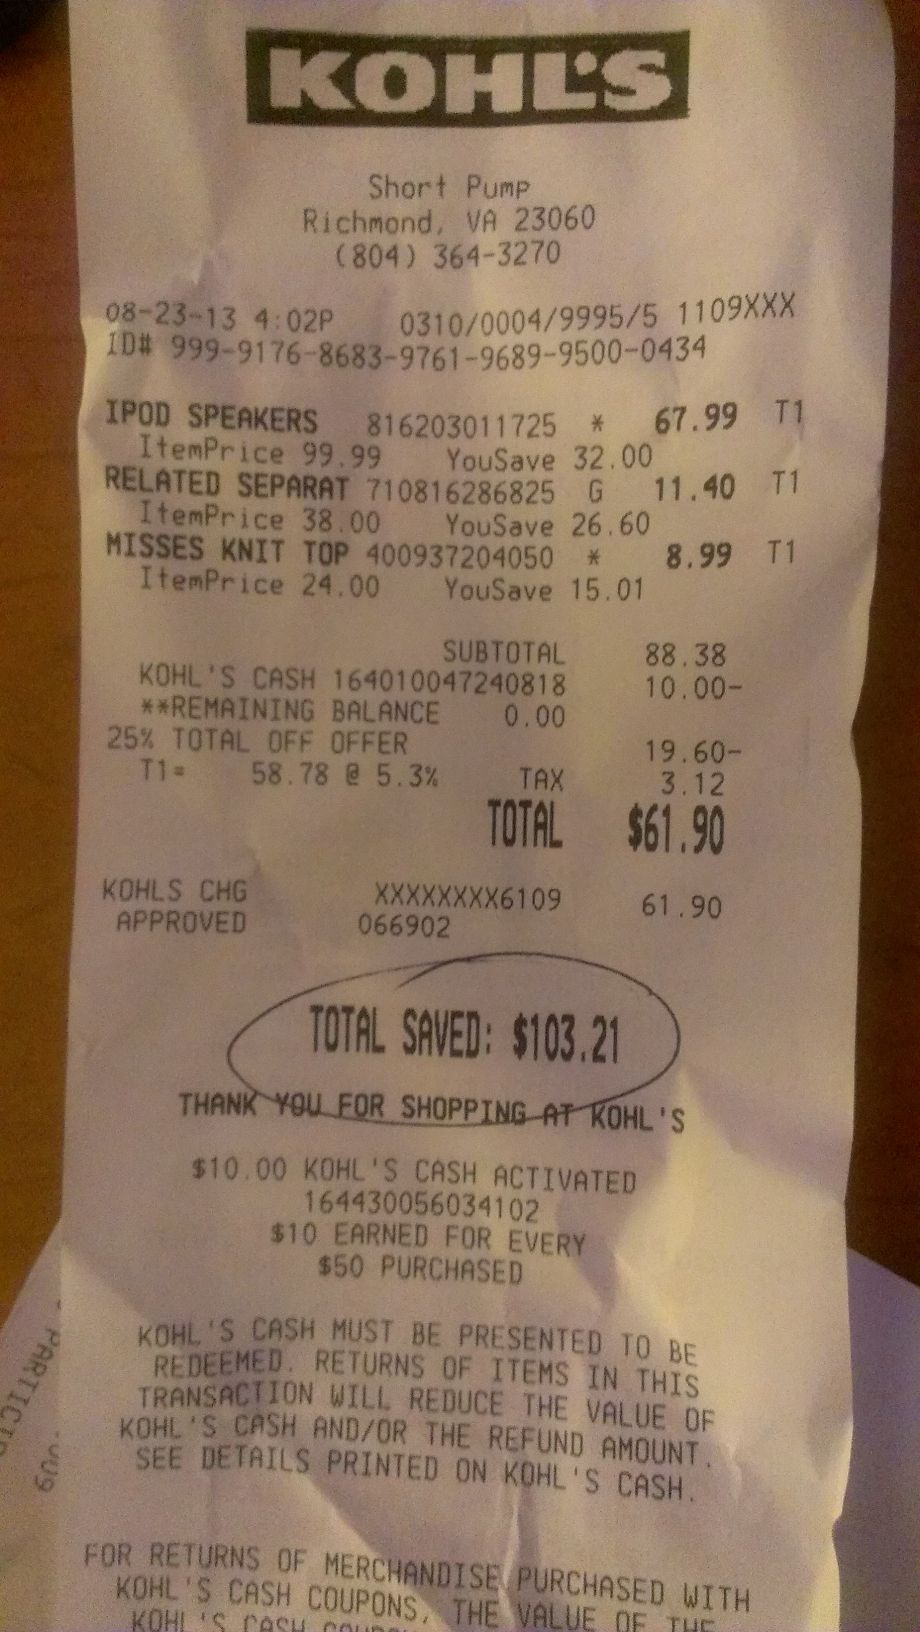 KOHL'S
Short Pump
Richmond, VA 23060
(804) 364-3270
08-23-13 4:02P 0310/0004/9995/5 1109XXX
ID# 999-9176-8683-9761-9689-9500-0434
IPOD SPEAKERS 816203011725 * 67.99 T1
ItemPrice 99.99 YouSave 32.00
RELATED SEPARAT 710816286825 G 11.40 T1
ItemPrice 38.00 YouSave 26.60
MISSES KNIT TOP 400937204050 * 8.99 T1
ItemPrice 24.00 YouSave 15.01
SUBTOTAL 88.38
KOHL'S CASH 164010047240818 10.00-
**REMAINING BALANCE 0.00
25% TOTAL OFF OFFER 19.60-
T1= 58.78 @ 5.3% TAX 3.12
TOTAL $61.90
KOHLS CHG XXXXXXXX6109 61.90
APPROVED 066902
TOTAL SAVED: $103.21
THANK YOU FOR SHOPPING AT KOHL'S
$10.00 KOHL'S CASH ACTIVATED
164430056034102
$10 EARNED FOR EVERY
$50 PURCHASED
KOHL'S CASH MUST BE PRESENTED TO BE
REDEEMED. RETURNS OF ITEMS IN THIS
TRANSACTION WILL REDUCE THE VALUE OF
KOHL'S CASH AND/OR THE REFUND AMOUNT.
SEE DETAILS PRINTED ON KOHL'S CASH.
FOR RETURNS OF MERCHANDISE PURCHASED WITH
KOHL'S CASH COUPONS, THE VALUE OF THE
KOHL'S CASH